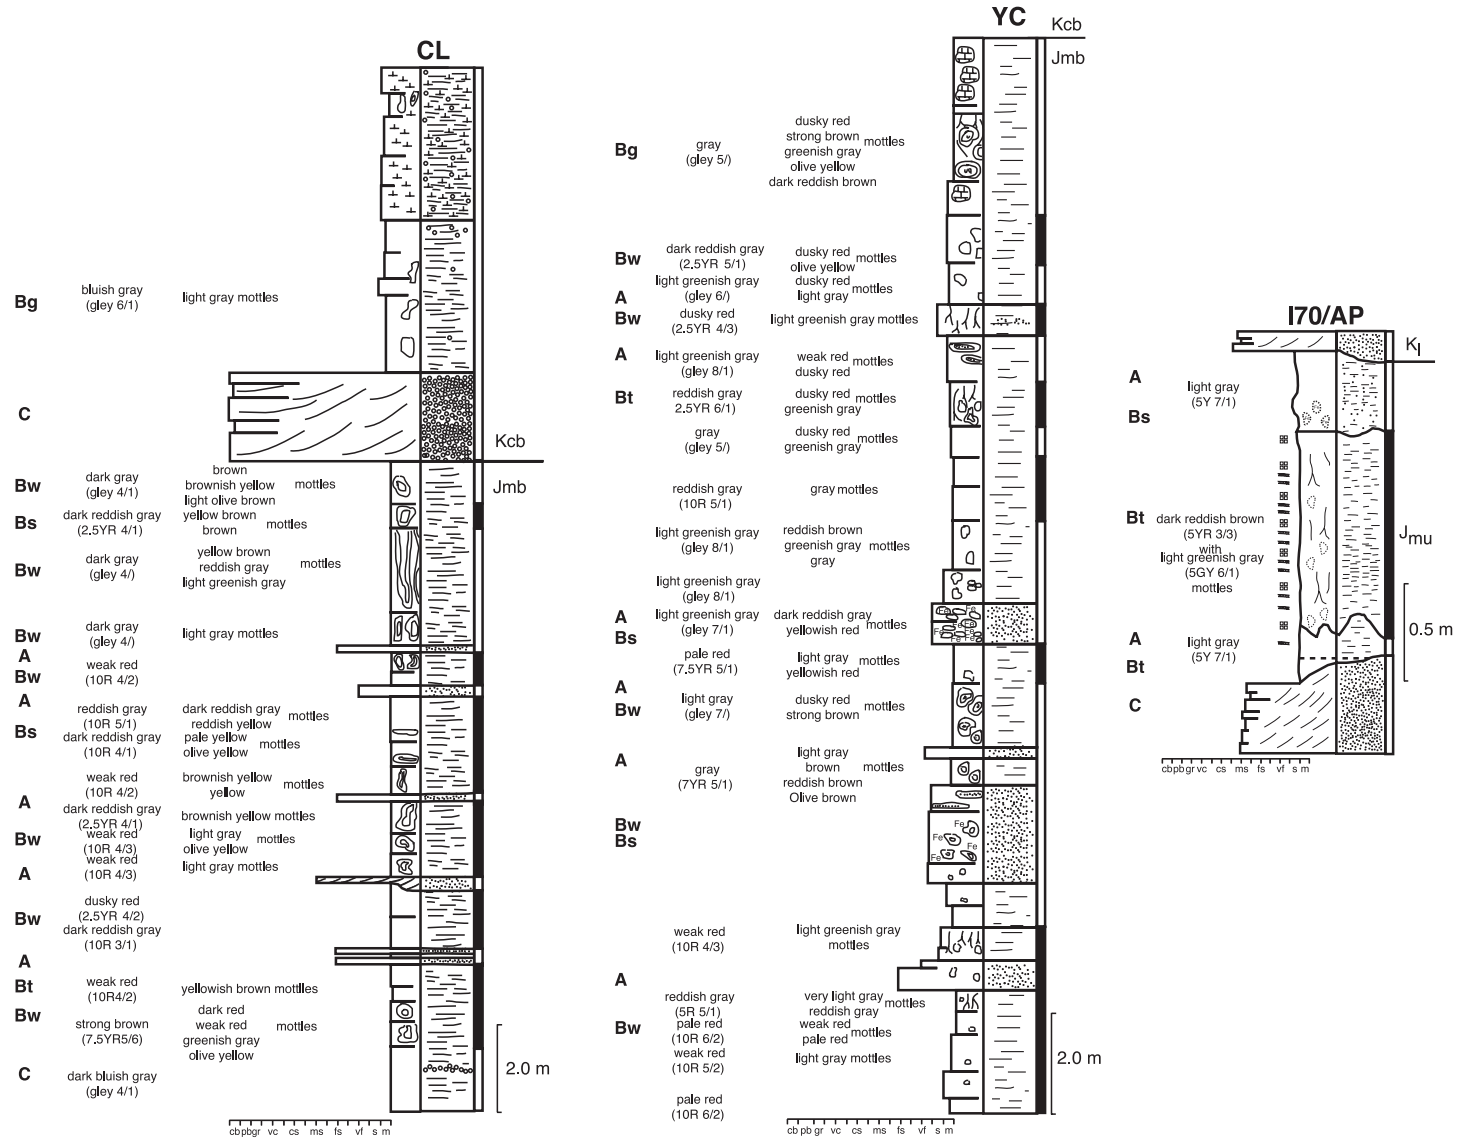 CL
Bg
bluish gray
(gley 6/1)
light gray mottles
C
Kcb
Jmb
Bw
dark gray
(gley 4/1)
brown
brownish yellow mottles
light olive brown
Bs
dark reddish gray
(2.5YR 4/1)
yellow brown
brown
mottles
Bw
dark gray
(gley 4/)
yellow brown
reddish gray
light greenish gray
mottles
Bw
dark gray
(gley 4/)
light gray mottles
A
Bw
weak red
(10R 4/2)
A
reddish gray
(10R 5/1)
dark reddish gray
reddish yellow
mottles
Bs
dark reddish gray
(10R 4/1)
pale yellow
olive yellow
mottles
weak red
(10R 4/2)
brownish yellow
yellow
mottles
A
dark reddish gray
(2.5YR 4/1)
brownish yellow mottles
Bw
weak red
(10R 4/3)
light gray
olive yellow
mottles
weak red
(10R 4/3)
light gray mottles
A
Bw
dusky red
(2.5YR 4/2)
dark reddish gray
(10R 3/1)
A
Bt
weak red
(10R4/2)
yellowish brown mottlles
Bw
strong brown
(7.5YR5/6)
dark red
weak red
greenish gray
olive yellow
mottles
C
dark bluish gray
(gley 4/1)
2.0 m
cb pb gr vc cs ms fs vf s m
YC
Kcb
Jmb
Bg
gray
(gley 5/)
dusky red
strong brown
greenish gray
olive yellow
dark reddish brown
mottles
Bw
dark reddish gray
(2.5YR 5/1)
dusky red
olive yellow
mottles
A
light greenish gray
(gley 6/)
dusky red
light gray
mottles
Bw
dusky red
(2.5YR 4/3)
light greenish gray mottles
A
light greenish gray
(gley 8/1)
weak red
dusky red
mottles
Bt
reddish gray
2.5YR 6/1)
dusky red
greenish gray
mottles
gray
(gley 5/)
dusky red
greenish gray
mottles
reddish gray
(10R 5/1)
gray mottles
light greenish gray
(gley 8/1)
reddish brown
greenish gray
gray
mottles
light greenish gray
(gley 8/1)
A
Bs
light greenish gray
(gley 7/1)
dark reddish gray
yellowish red
mottles
Fe Fe
Fe Fe
Fe Fe
pale red
(7.5YR 5/1)
light gray
yellowish red
mottles
A
Bw
light gray
(gley 7/)
dusky red
strong brown
mottles
A
gray
(7YR 5/1)
light gray
brown
reddish brown
Olive brown
mottles
Bw
Bs
Fe
Fe
Fe Fe
weak red
(10R 4/3)
light greenish gray
mottles
A
reddish gray
(5R 5/1)
very light gray
reddish gray
mottles
Bw
pale red
(10R 6/2)
weak red
pale red
mottles
weak red
(10R 5/2)
light gray mottles
pale red
(10R 6/2)
2.0 m
cb pb gr vc cs ms fs vf s m
I70/AP
Kl
A
light gray
(5Y 7/1)
Bs
Bt
dark reddish brown
(5YR 3/3)
with
light greenish gray
(5GY 6/1)
mottles
Jmu
A
light gray
(5Y 7/1)
Bt
0.5 m
C
cb pb gr vc cs ms fs vf s m